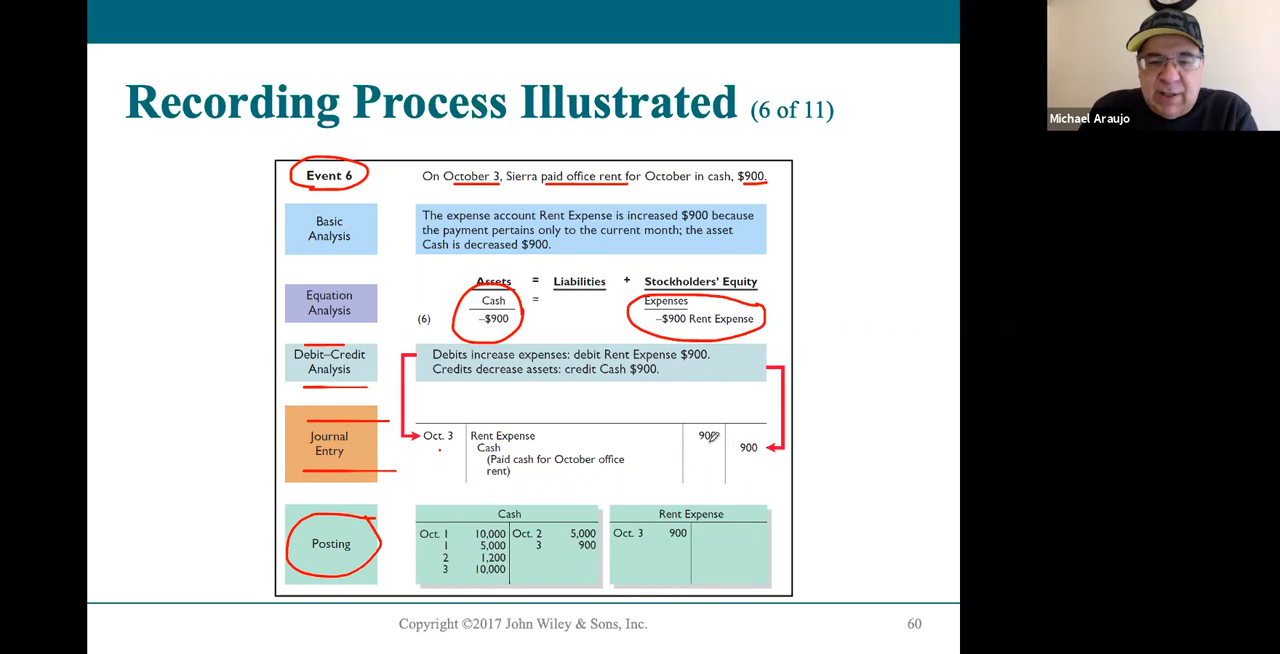 Recording Process Illustrated (6 of 11)
Michael Araujo
Event 6
On October 3, Sierra paid office rent for October in cash, $900.
Basic
Analysis
The expense account Rent Expense is increased $900 because
the payment pertains only to the current month; the asset
Cash is decreased $900.
Equation
Analysis
Assets = Liabilities + Stockholders' Equity
Cash = Expenses
(6) –$900 –$900 Rent Expense
Debit–Credit
Analysis
Debits increase expenses: debit Rent Expense $900.
Credits decrease assets: credit Cash $900.
Journal
Entry
Oct. 3 Rent Expense 900
Cash 900
(Paid cash for October office
rent)
Posting
Cash
Oct. 1 10,000 Oct. 2 5,000
1 5,000 3 900
2 1,200
3 10,000
Rent Expense
Oct. 3 900
Copyright ©2017 John Wiley & Sons, Inc.
60